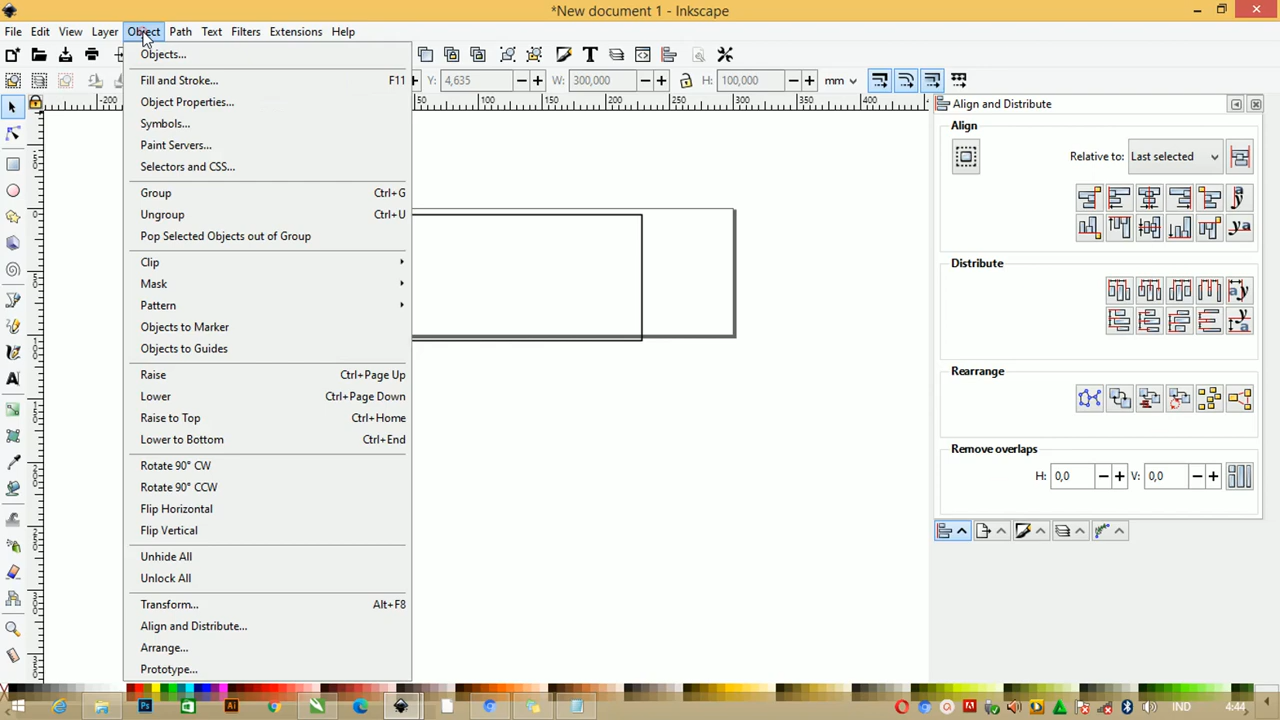 *New document 1 - Inkscape
File Edit View Layer Object Path Text Filters Extensions Help
Objects...
Y: 4,635 W: 300,000 H: 100,000 mm
Fill and Stroke... F11
-200 50 100 150 200 250 300 350 400
Align and Distribute
Object Properties...
Symbols...
Align
Paint Servers...
Relative to: Last selected
Selectors and CSS...
Group Ctrl+G
Ungroup Ctrl+U
Pop Selected Objects out of Group
Clip
Distribute
Mask
Pattern
Objects to Marker
Objects to Guides
Raise Ctrl+Page Up
Rearrange
Lower Ctrl+Page Down
Raise to Top Ctrl+Home
Lower to Bottom Ctrl+End
Remove overlaps
Rotate 90° CW
H: 0,0 V: 0,0
Rotate 90° CCW
Flip Horizontal
Flip Vertical
Unhide All
Unlock All
Transform... Alt+F8
Align and Distribute...
Arrange...
Prototype...
IND 4:44